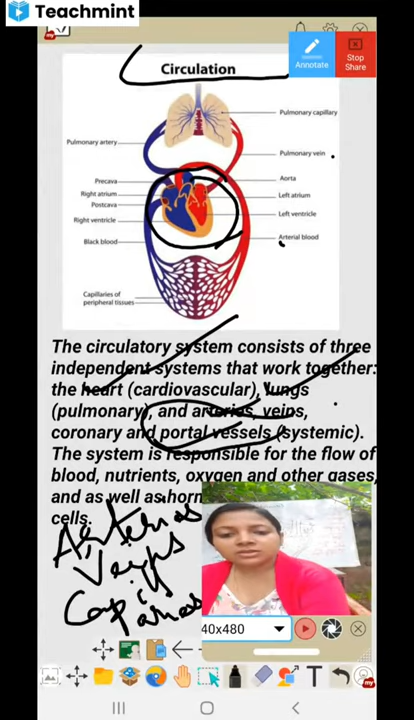 Teachmint
Annotate
Stop
Share
Circulation
Pulmonary capillary
Pulmonary artery
Pulmonary vein
Precava
Aorta
Right atrium
Left atrium
Postcava
Left ventricle
Right ventricle
Black blood
Arterial blood
Capillaries of
peripheral tissues
The circulatory system consists of three
independent systems that work together:
the heart (cardiovascular), lungs
(pulmonary), and arteries, veins,
coronary and portal vessels (systemic).
The system is responsible for the flow of
blood, nutrients, oxygen and other gases,
and as well as horm
cells.
Veins
40x480
T
my